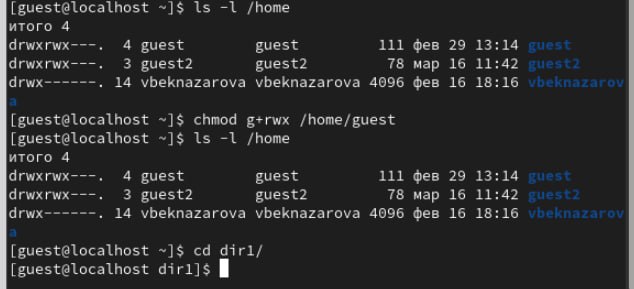 [guest@localhost ~]$ ls -l /home
итого 4
drwxrwx---.  4 guest        guest         111 фев 29 13:14 guest
drwxrwx---.  3 guest2       guest          78 мар 16 11:42 guest2
drwx------. 14 vbeknazarova vbeknazarova 4096 фев 16 18:16 vbeknazarov
a
[guest@localhost ~]$ chmod g+rwx /home/guest
[guest@localhost ~]$ ls -l /home
итого 4
drwxrwx---.  4 guest        guest         111 фев 29 13:14 guest
drwxrwx---.  3 guest2       guest          78 мар 16 11:42 guest2
drwx------. 14 vbeknazarova vbeknazarova 4096 фев 16 18:16 vbeknazarov
a
[guest@localhost ~]$ cd dir1/
[guest@localhost dir1]$